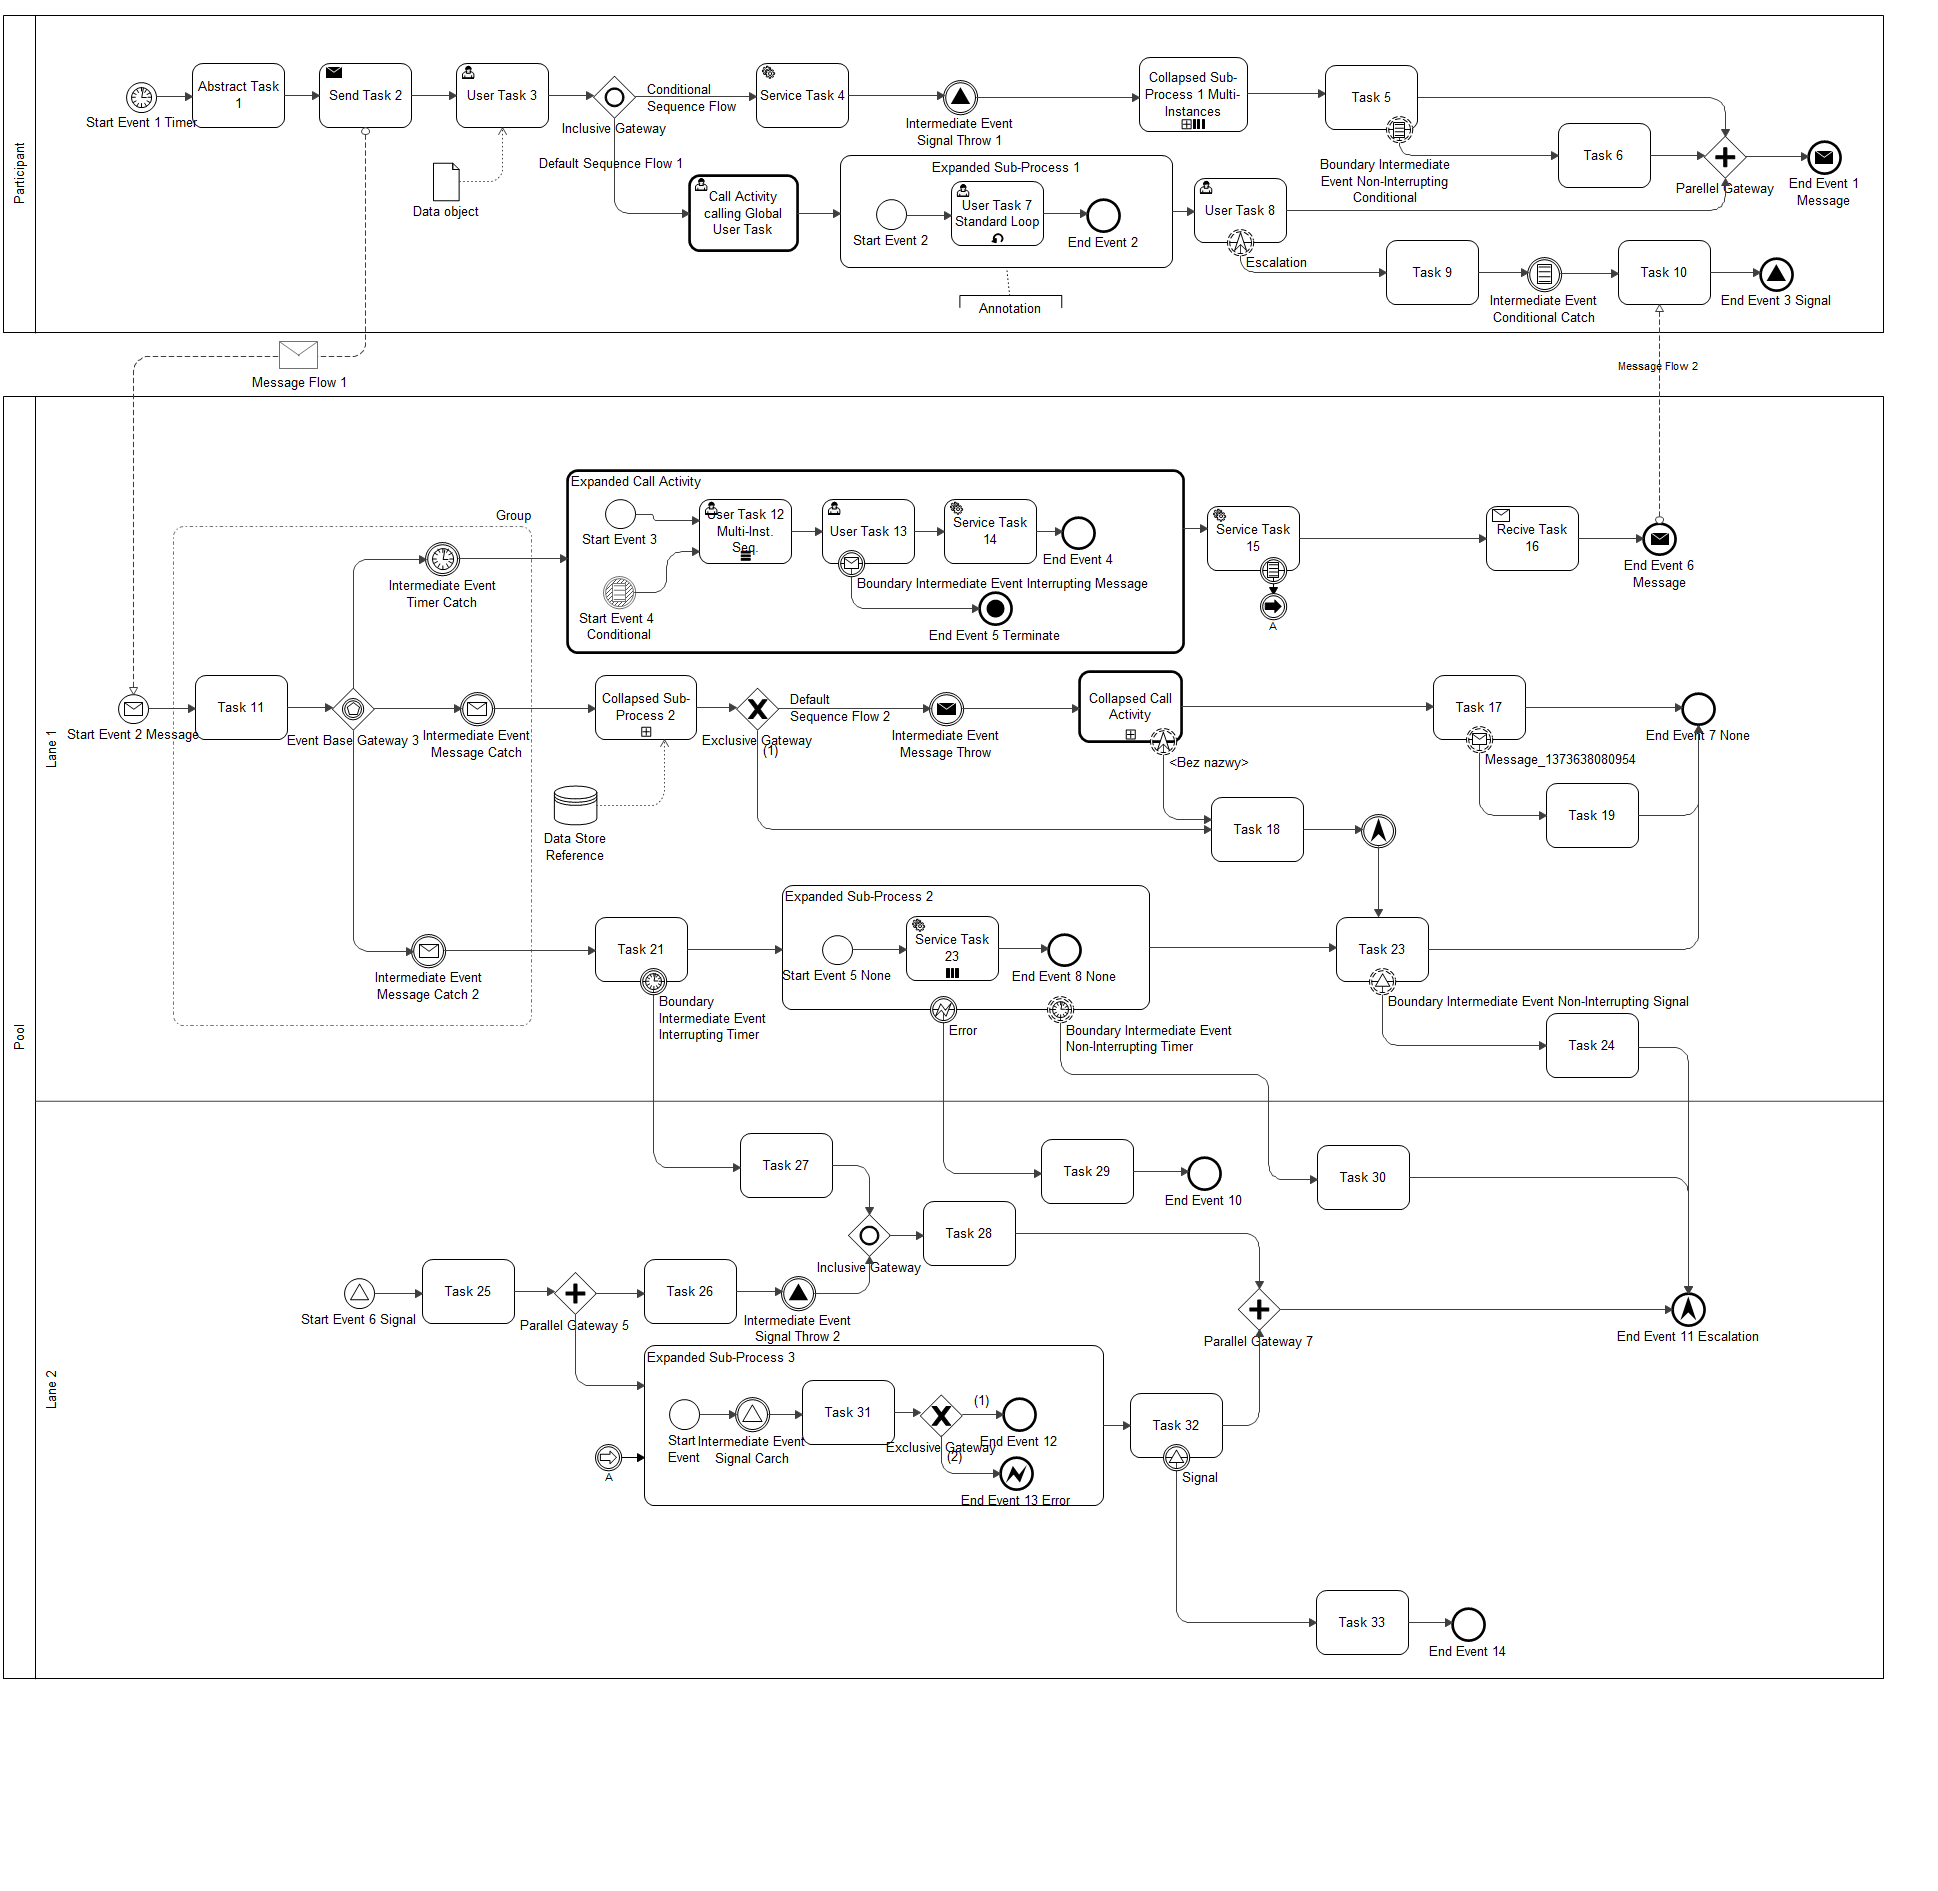 Participant
Start Event 1 Timer
Abstract Task
1
Send Task 2
User Task 3
Inclusive Gateway
Conditional
Sequence Flow
Default Sequence Flow 1
Data object
Service Task 4
Intermediate Event
Signal Throw 1
Collapsed Sub-
Process 1 Multi-
Instances
Task 5
Boundary Intermediate
Event Non-Interrupting
Conditional
Task 6
Parellel Gateway
End Event 1
Message
Call Activity
calling Global
User Task
Expanded Sub-Process 1
Start Event 2
User Task 7
Standard Loop
End Event 2
Annotation
User Task 8
Escalation
Task 9
Intermediate Event
Conditional Catch
Task 10
End Event 3 Signal
Message Flow 1
Message Flow 2
Pool
Lane 1
Group
Expanded Call Activity
Start Event 3
Start Event 4
Conditional
User Task 12
Multi-Inst.
Seq.
User Task 13
Service Task
14
End Event 4
Boundary Intermediate Event Interrupting Message
End Event 5 Terminate
Service Task
15
A
Recive Task
16
End Event 6
Message
Intermediate Event
Timer Catch
Start Event 2 Message
Task 11
Event Base Gateway 3
Intermediate Event
Message Catch
Collapsed Sub-
Process 2
Data Store
Reference
Exclusive Gateway
(1)
Default
Sequence Flow 2
Intermediate Event
Message Throw
Collapsed Call
Activity
<Bez nazwy>
Task 17
Message_1373638080954
End Event 7 None
Task 18
Task 19
Intermediate Event
Message Catch 2
Task 21
Boundary
Intermediate Event
Interrupting Timer
Expanded Sub-Process 2
Start Event 5 None
Service Task
23
End Event 8 None
Error
Boundary Intermediate Event
Non-Interrupting Timer
Task 23
Boundary Intermediate Event Non-Interrupting Signal
Task 24
Lane 2
Task 27
Task 29
End Event 10
Task 30
Inclusive Gateway
Task 28
Start Event 6 Signal
Task 25
Parallel Gateway 5
Task 26
Intermediate Event
Signal Throw 2
Parallel Gateway 7
End Event 11 Escalation
Expanded Sub-Process 3
Start
Event
Intermediate Event
Signal Carch
Task 31
Exclusive Gateway
(1)
(2)
End Event 12
End Event 13 Error
A
Task 32
Signal
Task 33
End Event 14